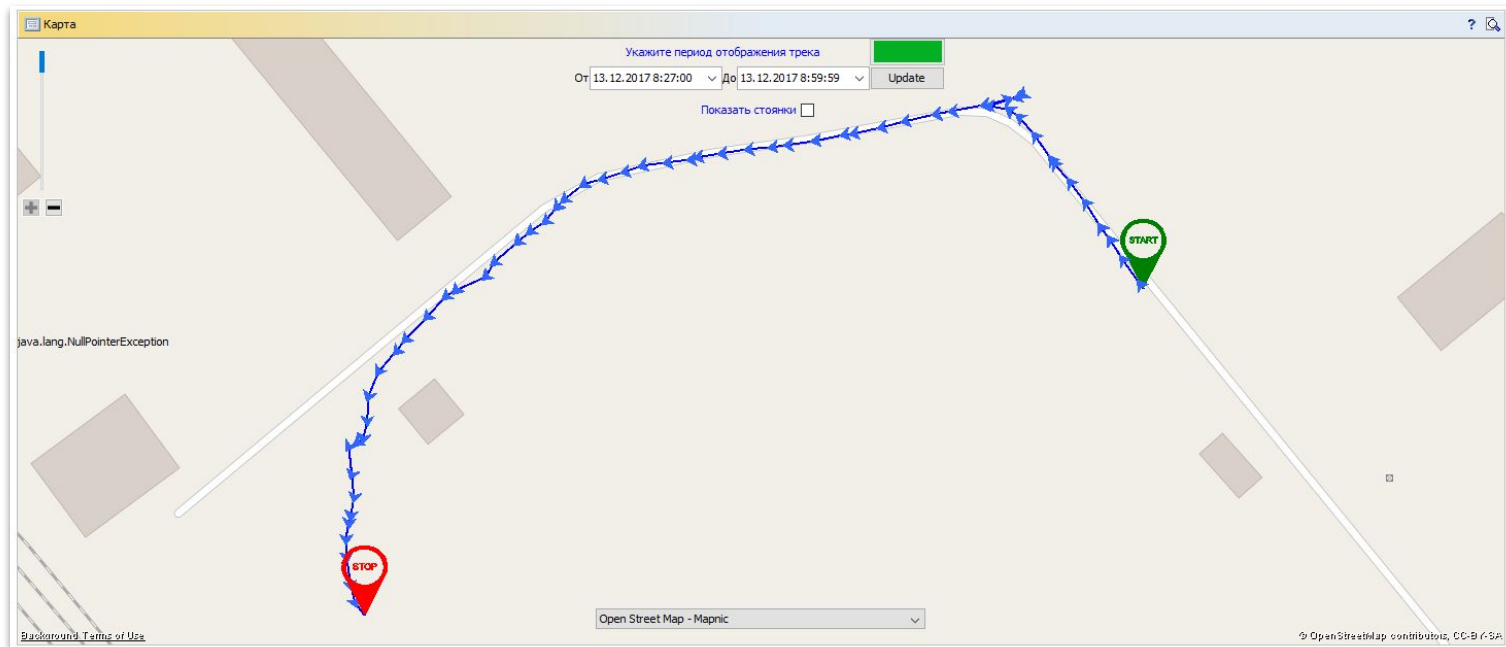 Карта
?
Укажите период отображения трека
От 13.12.2017 8:27:00 До 13.12.2017 8:59:59 Update
Показать стоянки
START
java.lang.NullPointerException
STOP
Open Street Map - Mapnic
Background Terms of Use
© OpenStreetMap contributors, CC-BY-SA